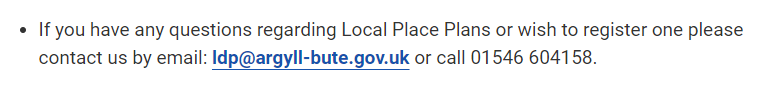 • If you have any questions regarding Local Place Plans or wish to register one please
contact us by email: ldp@argyll-bute.gov.uk or call 01546 604158.